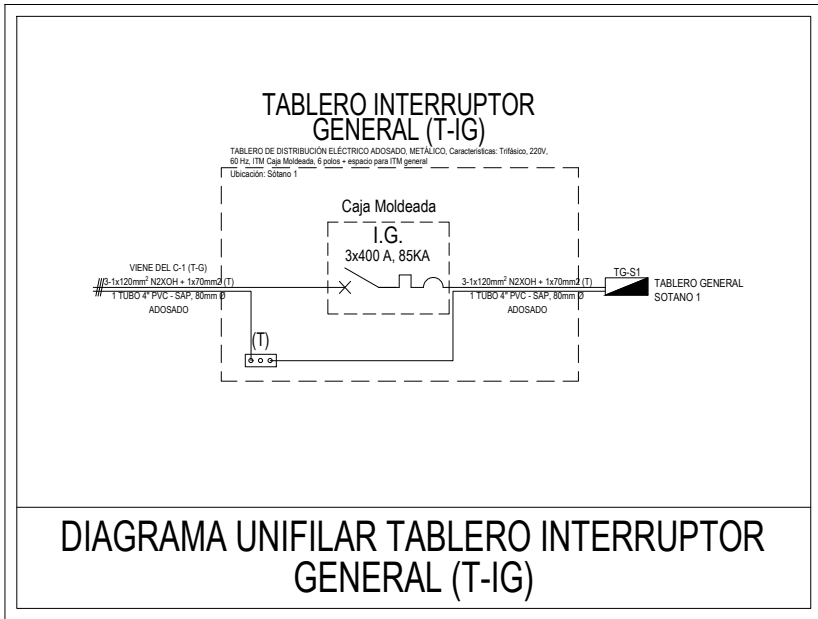 TABLERO INTERRUPTOR
GENERAL (T-IG)
TABLERO DE DISTRIBUCIÓN ELÉCTRICO ADOSADO, METÁLICO, Características: Trifásico, 220V,
60 Hz, ITM Caja Moldeada, 6 polos + espacio para ITM general
Ubicación: Sótano 1
Caja Moldeada
I.G.
3x400 A, 85KA
VIENE DEL C-1 (T-G)
3-1x120mm² N2XOH + 1x70mm2 (T)
1 TUBO 4" PVC - SAP, 80mm Ø
ADOSADO
3-1x120mm² N2XOH + 1x70mm2 (T)
1 TUBO 4" PVC - SAP, 80mm Ø
ADOSADO
TG-S1
TABLERO GENERAL
SOTANO 1
(T)
DIAGRAMA UNIFILAR TABLERO INTERRUPTOR
GENERAL (T-IG)